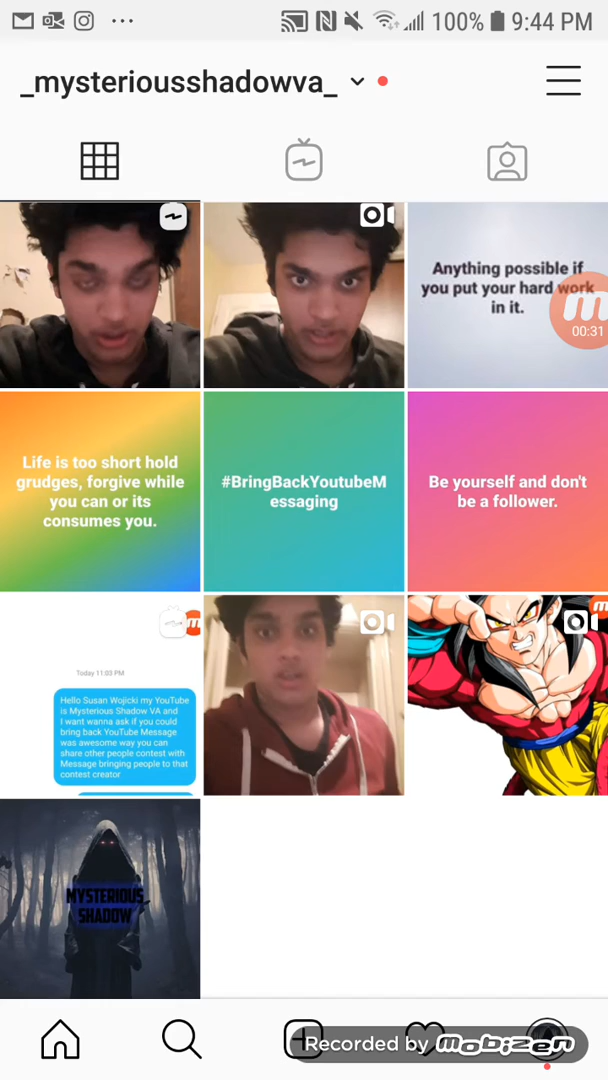 100% 9:44 PM
_mysteriousshadowva_
Anything possible if
you put your hard work
in it.
00:31
Life is too short hold
grudges, forgive while
you can or its
consumes you.
#BringBackYoutubeM
essaging
Be yourself and don't
be a follower.
Today 11:03 PM
Hello Susan Wojicki my YouTube
is Mysterious Shadow VA and
I want wanna ask if you could
bring back YouTube Message
was awesome way you can
share other people contest with
Message bringing people to that
contest creator
MYSTERIOUS
SHADOW
Recorded by mobizen